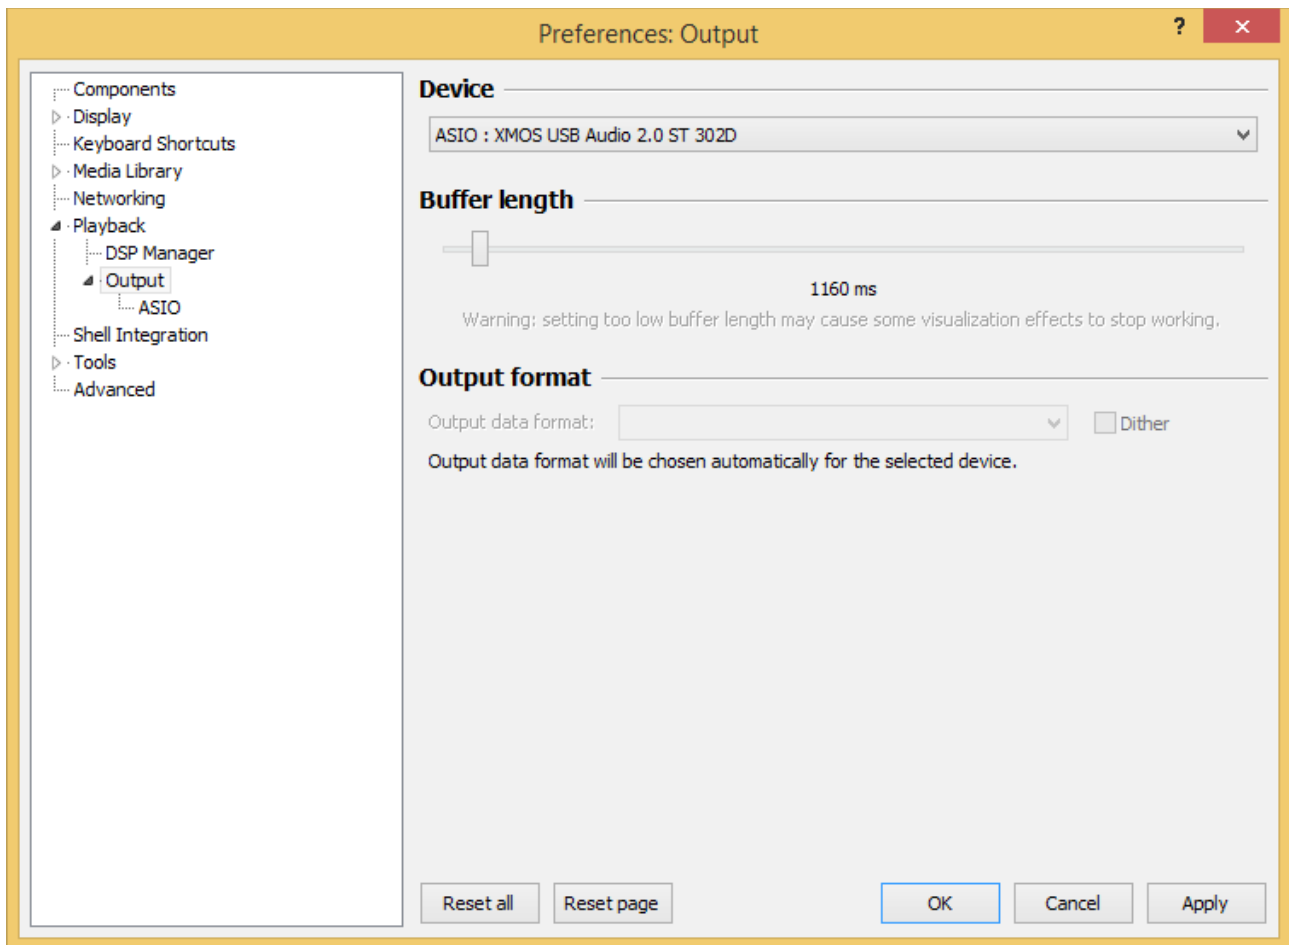 Preferences: Output
?
Components
Display
Keyboard Shortcuts
Media Library
Networking
Playback
DSP Manager
Output
ASIO
Shell Integration
Tools
Advanced
Device
ASIO : XMOS USB Audio 2.0 ST 302D
Buffer length
1160 ms
Warning: setting too low buffer length may cause some visualization effects to stop working.
Output format
Output data format:
Dither
Output data format will be chosen automatically for the selected device.
Reset all
Reset page
OK
Cancel
Apply